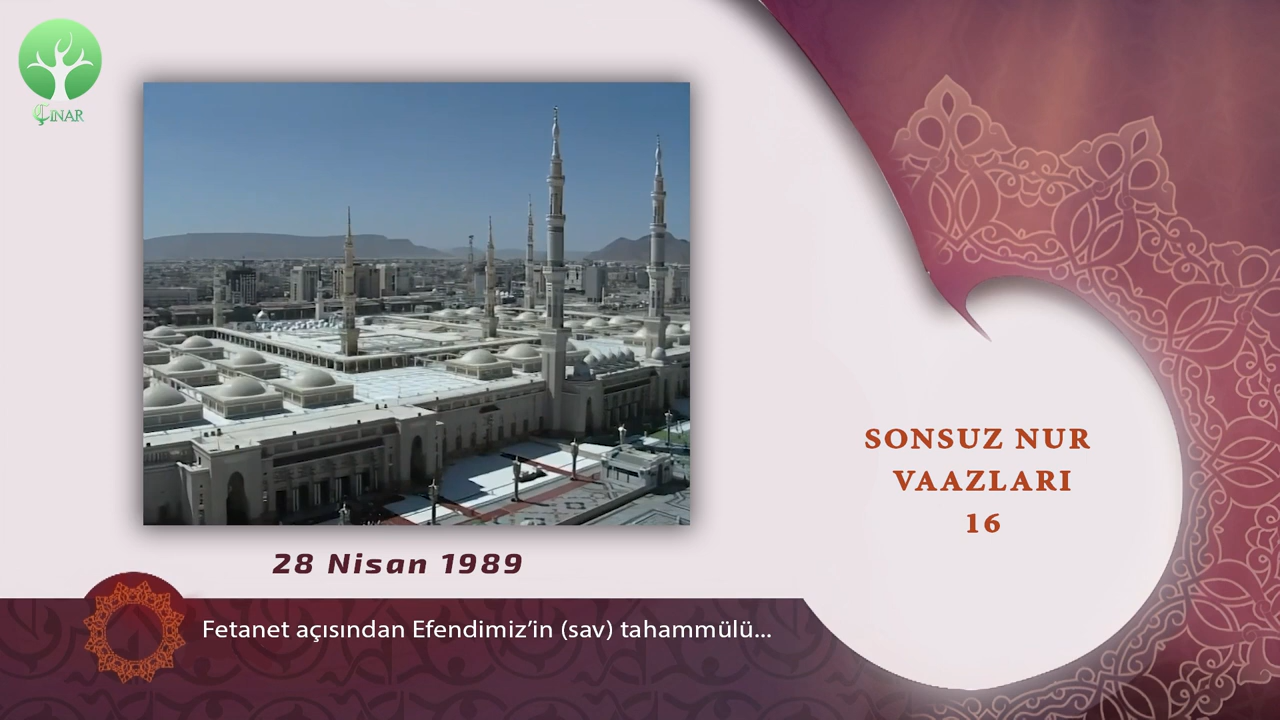 ÇINAR
28 Nisan 1989
SONSUZ NUR
VAAZLARI
16
Fetanet açısından Efendimiz’in (sav) tahammülü...